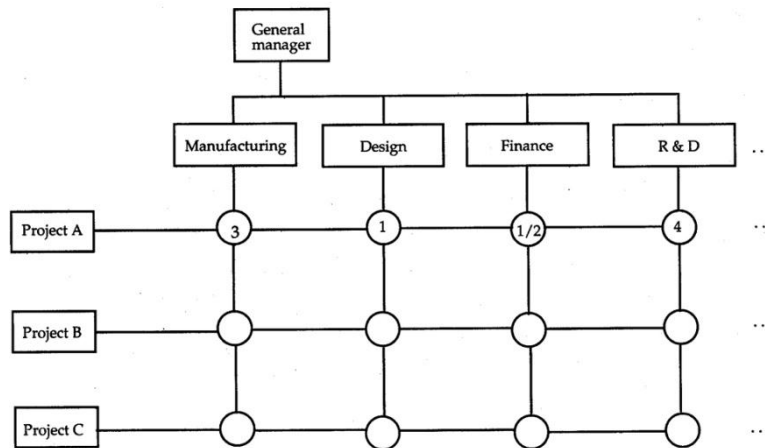 General
manager
Manufacturing
Design
Finance
R & D
..
Project A
3
1
1/2
4
..
Project B
..
Project C
..